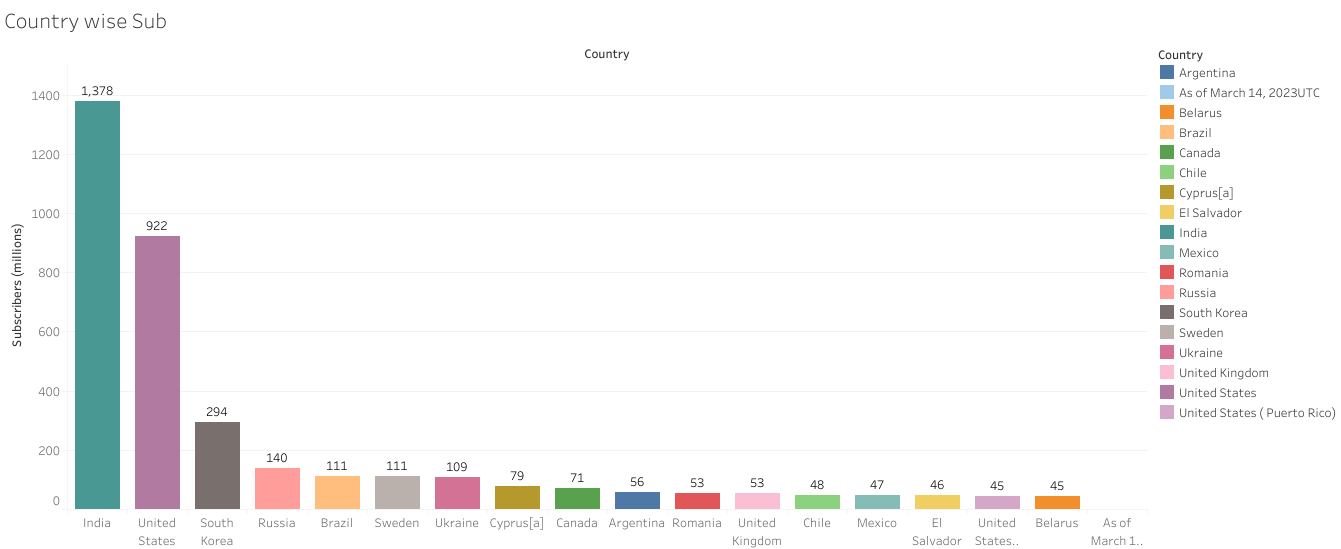 Country wise Sub
Country
Subscribers (millions)
1400
1200
1000
800
600
400
200
0
1,378
922
294
140
111
111
109
79
71
56
53
53
48
47
46
45
45
India
United
States
South
Korea
Russia
Brazil
Sweden
Ukraine
Cyprus[a]
Canada
Argentina
Romania
United
Kingdom
Chile
Mexico
El
Salvador
United
States..
Belarus
As of
March 1..
Country
Argentina
As of March 14, 2023UTC
Belarus
Brazil
Canada
Chile
Cyprus[a]
El Salvador
India
Mexico
Romania
Russia
South Korea
Sweden
Ukraine
United Kingdom
United States
United States ( Puerto Rico)